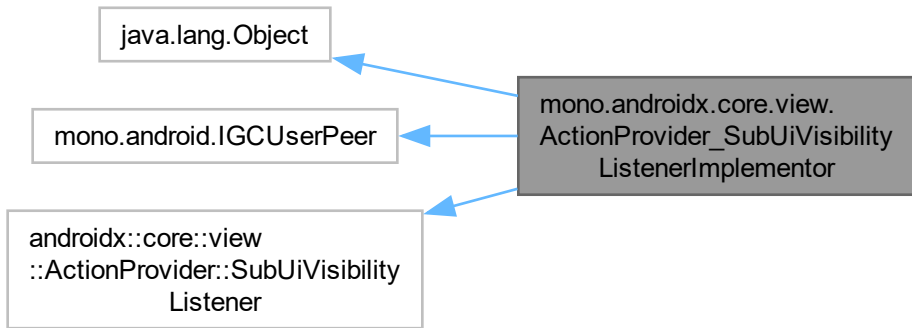 java.lang.Object
mono.android.IGCUserPeer
androidx::core::view
::ActionProvider::SubUiVisibility
Listener
mono.androidx.core.view.
ActionProvider_SubUiVisibility
ListenerImplementor